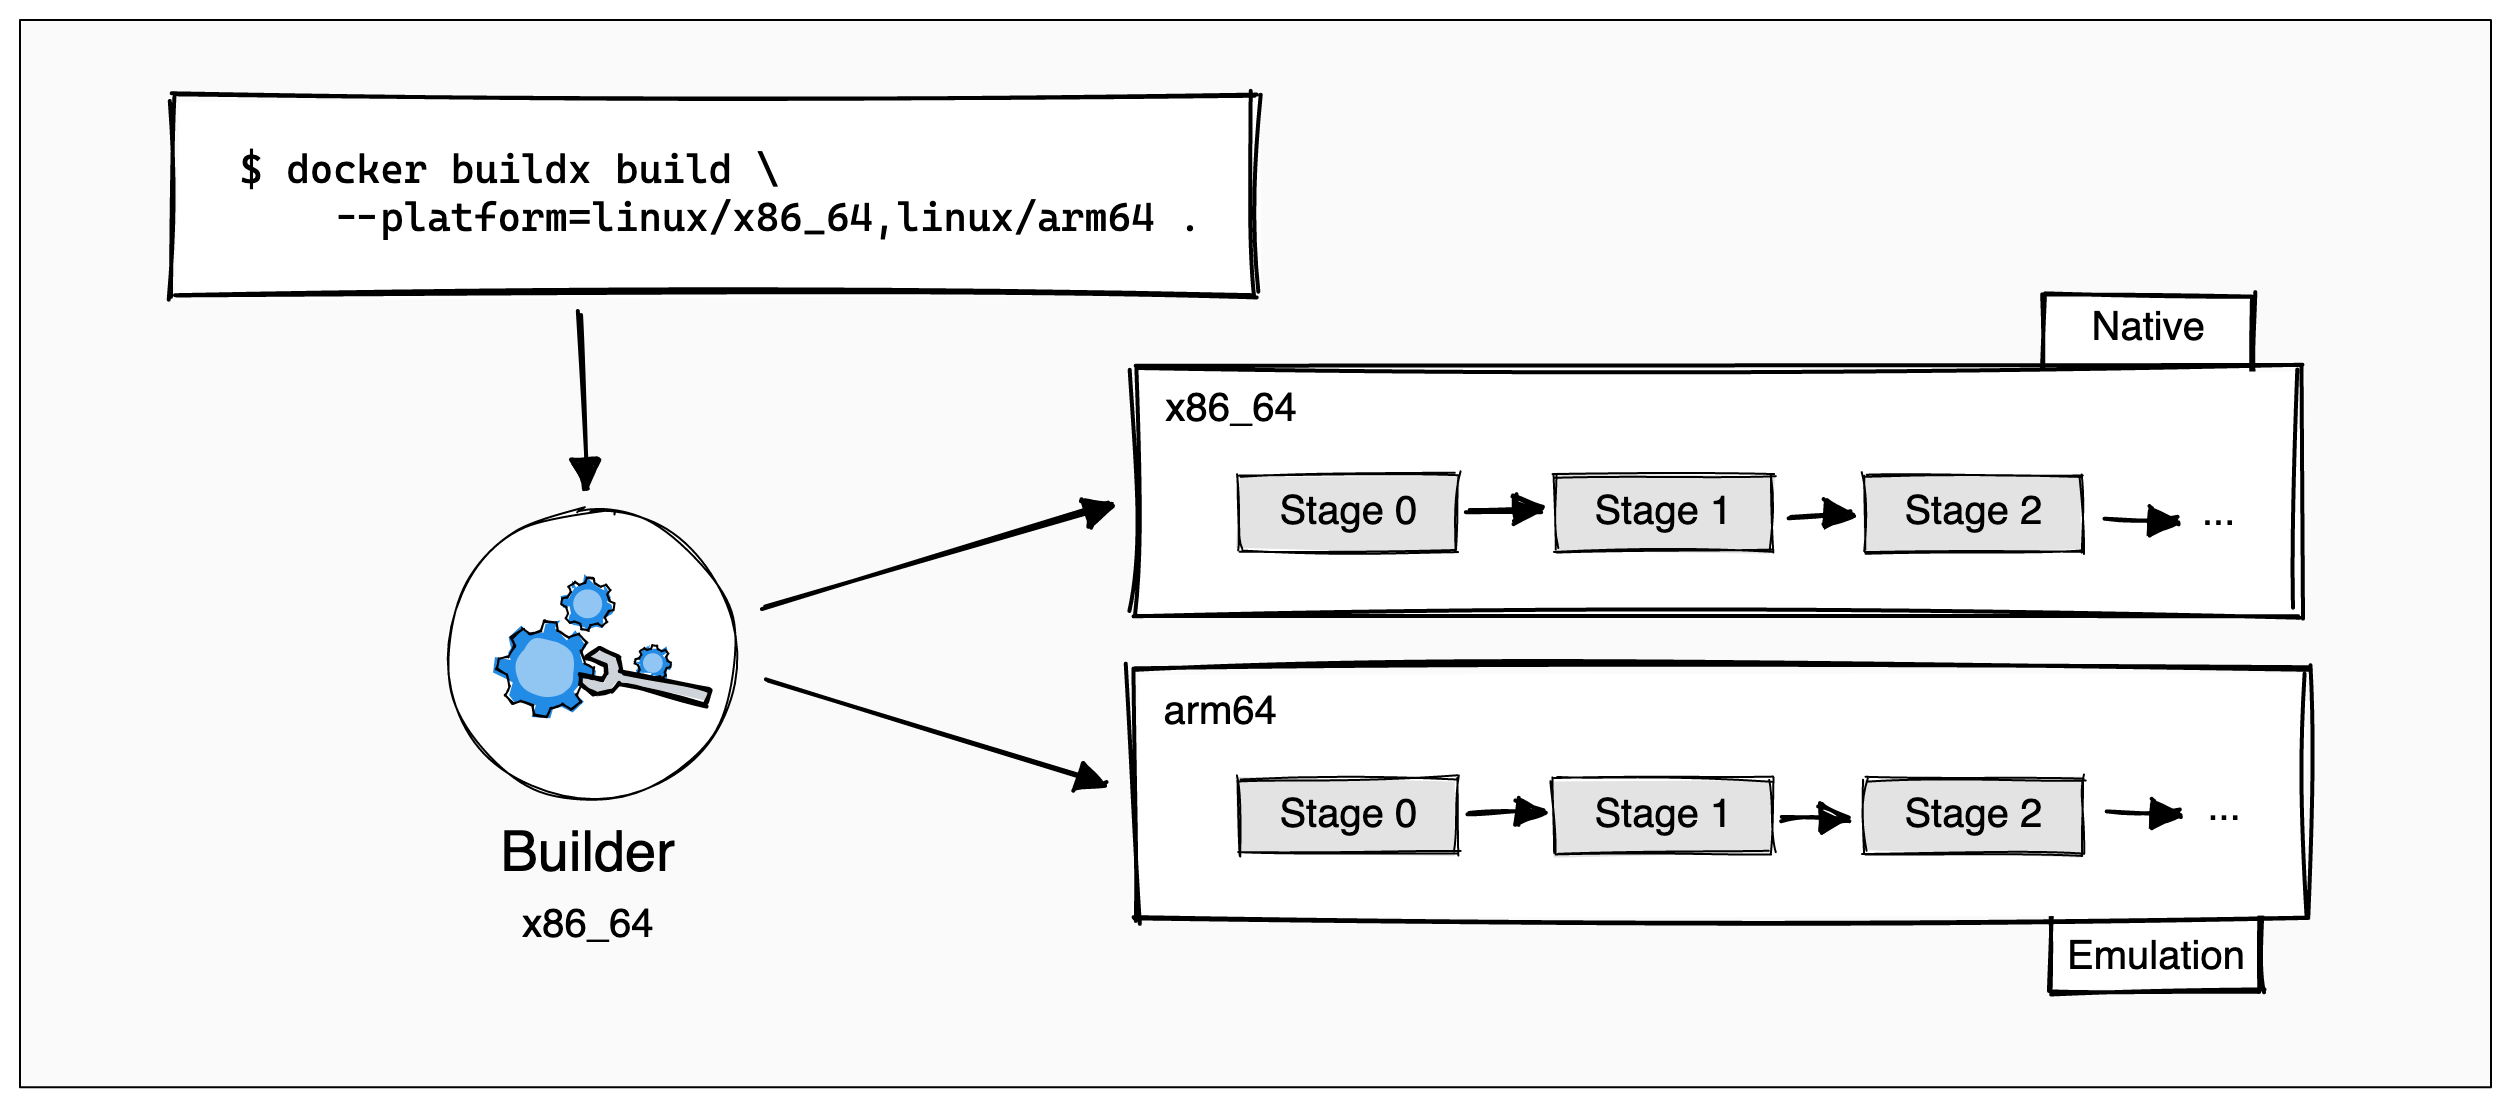 $ docker buildx build \
--platform=linux/x86_64,linux/arm64 .
Native
x86_64
Stage 0
Stage 1
Stage 2
...
arm64
Stage 0
Stage 1
Stage 2
...
Emulation
Builder
x86_64